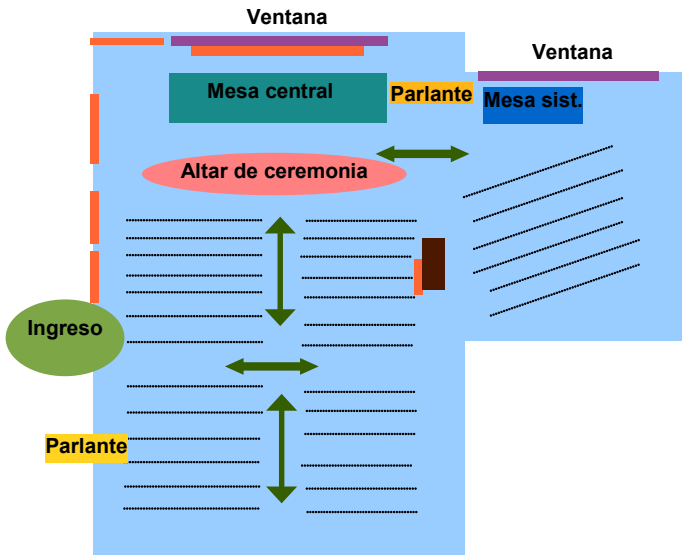 Ventana
Ventana
Mesa central
Parlante
Mesa sist.
Altar de ceremonia
Ingreso
Parlante